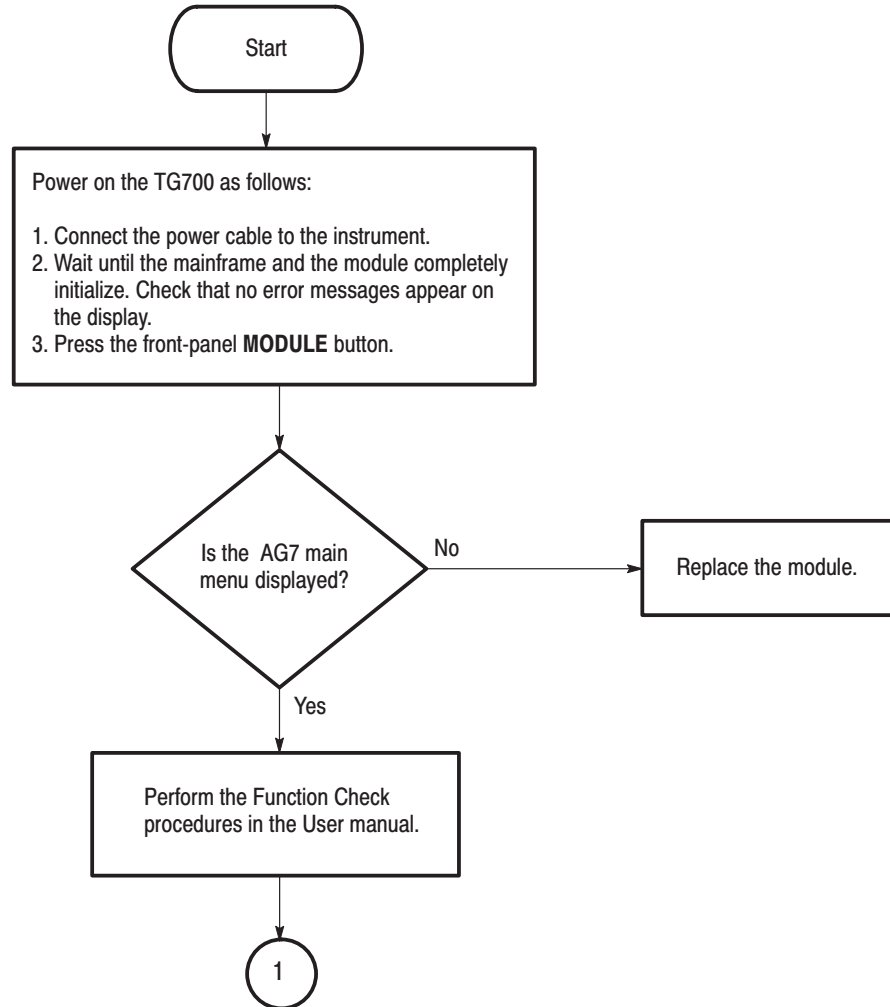 Start
Power on the TG700 as follows:
1. Connect the power cable to the instrument.
2. Wait until the mainframe and the module completely
initialize. Check that no error messages appear on
the display.
3. Press the front-panel MODULE button.
Is the AG7 main
menu displayed?
No
Replace the module.
Yes
Perform the Function Check
procedures in the User manual.
1